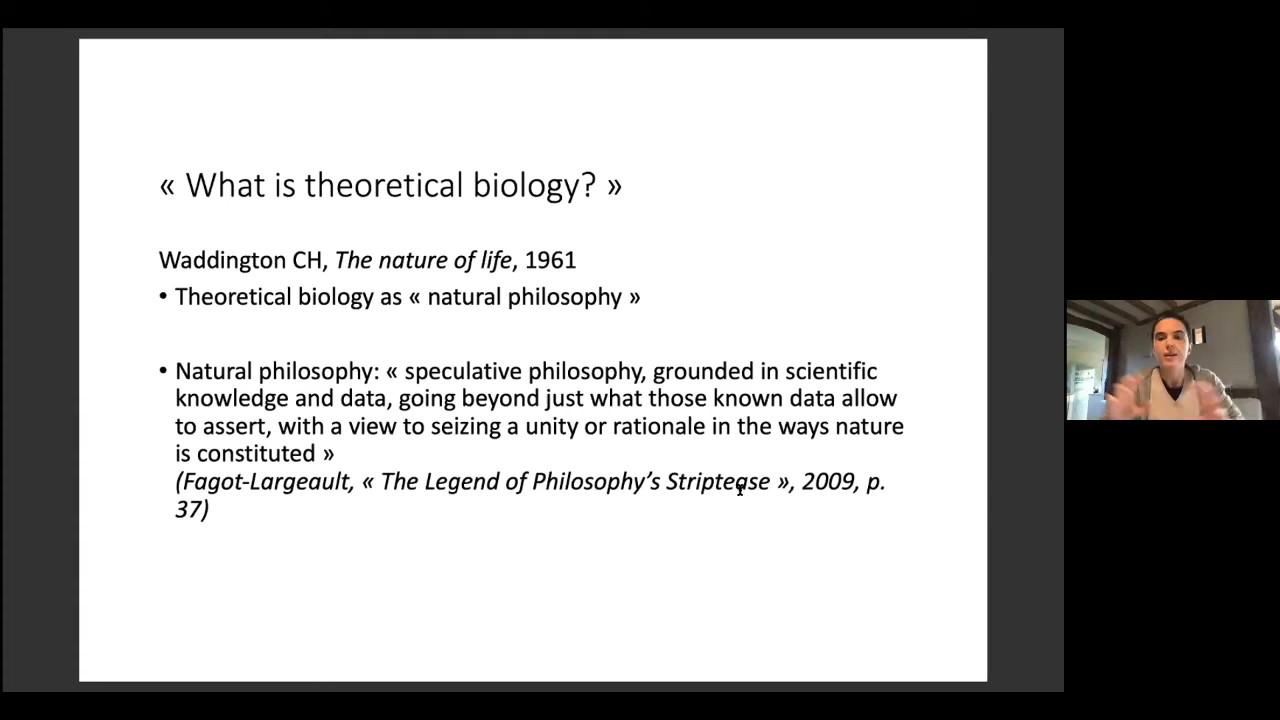 « What is theoretical biology? »
Waddington CH, The nature of life, 1961
• Theoretical biology as « natural philosophy »
• Natural philosophy: « speculative philosophy, grounded in scientific
knowledge and data, going beyond just what those known data allow
to assert, with a view to seizing a unity or rationale in the ways nature
is constituted »
(Fagot-Largeault, « The Legend of Philosophy’s Striptease », 2009, p.
37)